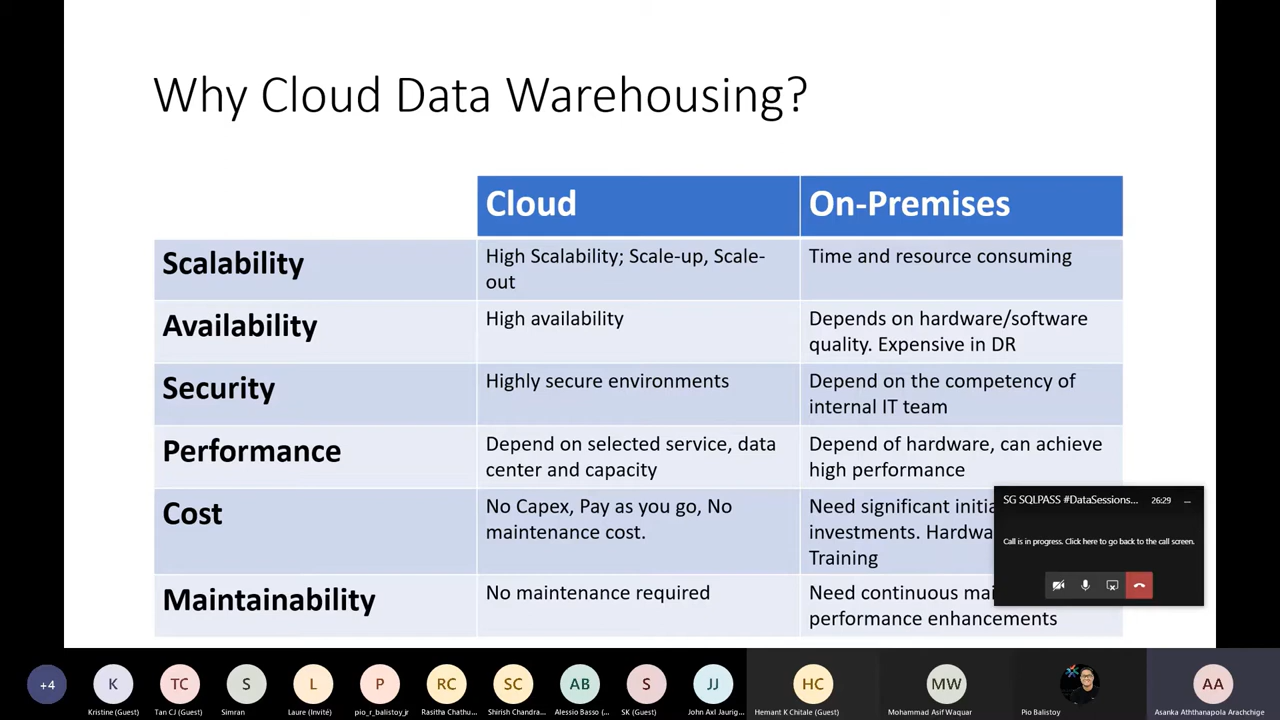 Why Cloud Data Warehousing?
Cloud
On-Premises
Scalability
High Scalability; Scale-up, Scale-
out
Time and resource consuming
Availability
High availability
Depends on hardware/software
quality. Expensive in DR
Security
Highly secure environments
Depend on the competency of
internal IT team
Performance
Depend on selected service, data
center and capacity
Depend of hardware, can achieve
high performance
Cost
No Capex, Pay as you go, No
maintenance cost.
Need significant
investments.
Training
Maintainability
No maintenance required
Need continuous
performance enhancements
SG SQLPASS #DataSessions...
26:29
Call is in progress. Click here to go back to the call screen.
+4
K
TC
S
L
P
RC
SC
AB
S
JJ
HC
MW
AA
Kristine (Guest)
Tan CJ (Guest)
Simran
Laure (Invité)
pio_r_balistoy_jr
Rasitha Chathu...
Shirish Chandra...
Alessio Basso (...
SK (Guest)
John Axl Jaurig...
Hemant K Chitale (Guest)
Mohammad Asif Waquar
Pio Balistoy
Asanka Aththanapola Arachchige